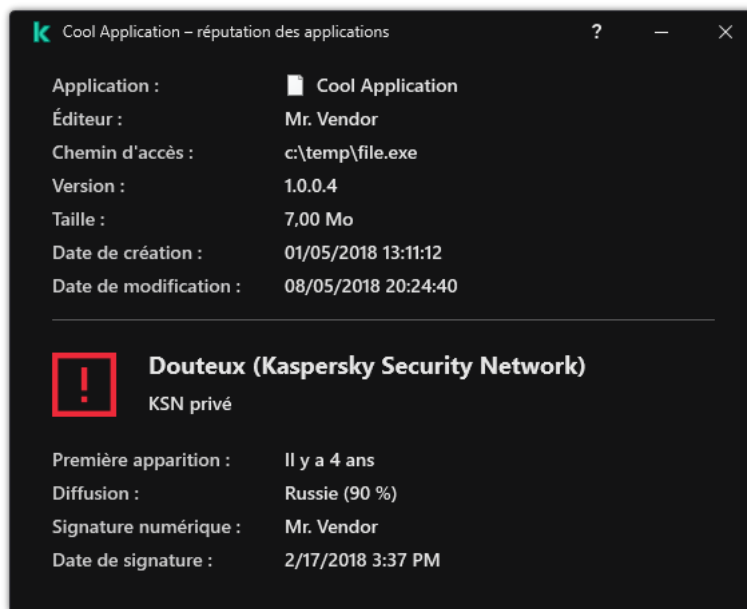 Cool Application – réputation des applications ?
Application : Cool Application
Éditeur : Mr. Vendor
Chemin d'accès : c:\temp\file.exe
Version : 1.0.0.4
Taille : 7,00 Mo
Date de création : 01/05/2018 13:11:12
Date de modification : 08/05/2018 20:24:40
Douteux (Kaspersky Security Network)
KSN privé
Première apparition : Il y a 4 ans
Diffusion : Russie (90 %)
Signature numérique : Mr. Vendor
Date de signature : 2/17/2018 3:37 PM